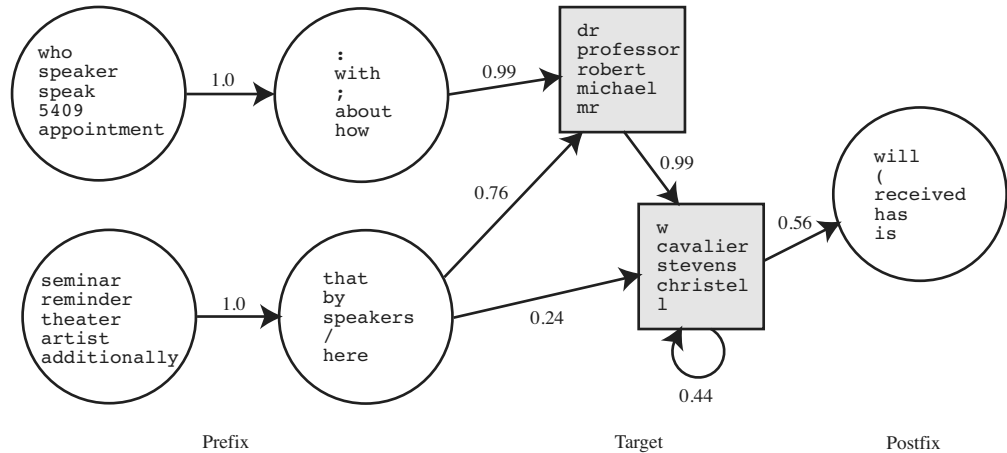 who
speaker
speak
5409
appointment
1.0
:
with
;
about
how
0.99
dr
professor
robert
michael
mr
0.76
0.99
seminar
reminder
theater
artist
additionally
1.0
that
by
speakers
/
here
0.24
w
cavalier
stevens
christel
l
0.44
0.56
will
(
received
has
is
Prefix
Target
Postfix